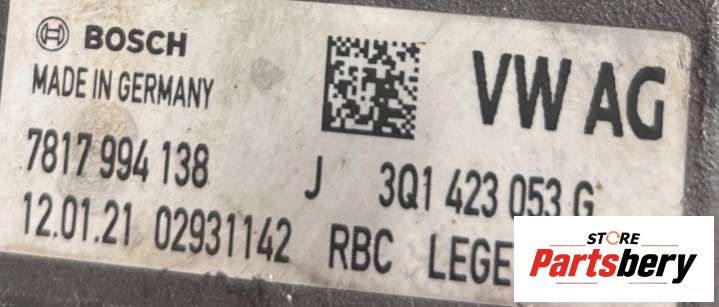 BOSCH
VW AG
MADE IN GERMANY
7817 994 138 J 3Q1 423 053 G
12.01.21 02931142 RBC LEGE
STORE
Partsbery